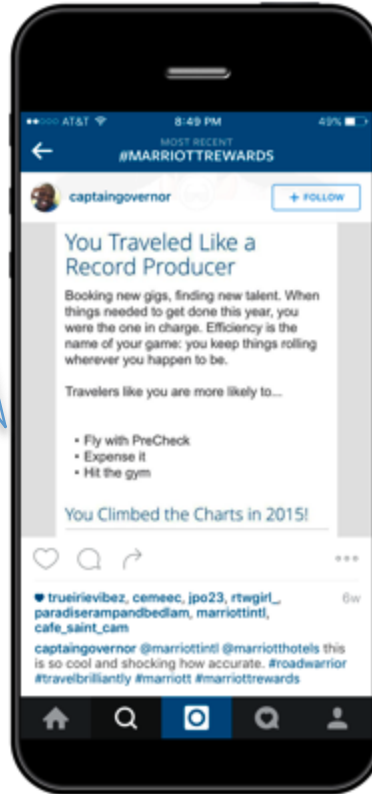 AT&T 8:49 PM 49%
MOST RECENT
#MARRIOTTREWARDS
captaingovernor + FOLLOW
You Traveled Like a
Record Producer
Booking new gigs, finding new talent. When
things needed to get done this year, you
were the one in charge. Efficiency is the
name of your game: you keep things rolling
wherever you happen to be.
Travelers like you are more likely to...
• Fly with PreCheck
• Expense it
• Hit the gym
You Climbed the Charts in 2015!
trueirievibez, cemeec, jpo23, rtwgirl_, 6w
paradiserampandbedlam, marriottintl,
cafe_saint_cam
captaingovernor @marriottintl @marriotthotels this
is so cool and shocking how accurate. #roadwarrior
#travelbrilliantly #marriott #marriottrewards